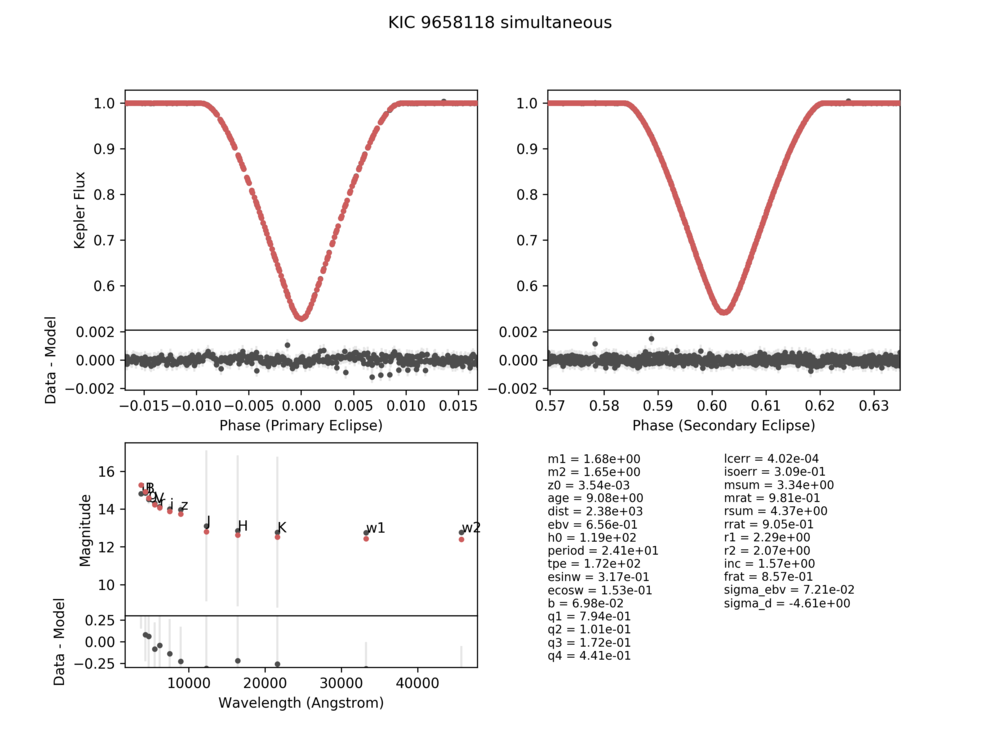 KIC 9658118 simultaneous
1.0
0.9
0.8
0.7
0.6
Kepler Flux
0.002
0.000
−0.002
Data - Model
−0.015 −0.010 −0.005 0.000 0.005 0.010 0.015
Phase (Primary Eclipse)
1.0
0.9
0.8
0.7
0.6
0.002
0.000
−0.002
0.57 0.58 0.59 0.60 0.61 0.62 0.63
Phase (Secondary Eclipse)
16
14
12
10
Magnitude
B
V
r
i
z
J
H
K
w1
w2
0.25
0.00
−0.25
Data - Model
10000 20000 30000 40000
Wavelength (Angstrom)
m1 = 1.68e+00
m2 = 1.65e+00
z0 = 3.54e-03
age = 9.08e+00
dist = 2.38e+03
ebv = 6.56e-01
h0 = 1.19e+02
period = 2.41e+01
tpe = 1.72e+02
esinw = 3.17e-01
ecosw = 1.53e-01
b = 6.98e-02
q1 = 7.94e-01
q2 = 1.01e-01
q3 = 1.72e-01
q4 = 4.41e-01
lcerr = 4.02e-04
isoerr = 3.09e-01
msum = 3.34e+00
mrat = 9.81e-01
rsum = 4.37e+00
rrat = 9.05e-01
r1 = 2.29e+00
r2 = 2.07e+00
inc = 1.57e+00
frat = 8.57e-01
sigma_ebv = 7.21e-02
sigma_d = -4.61e+00